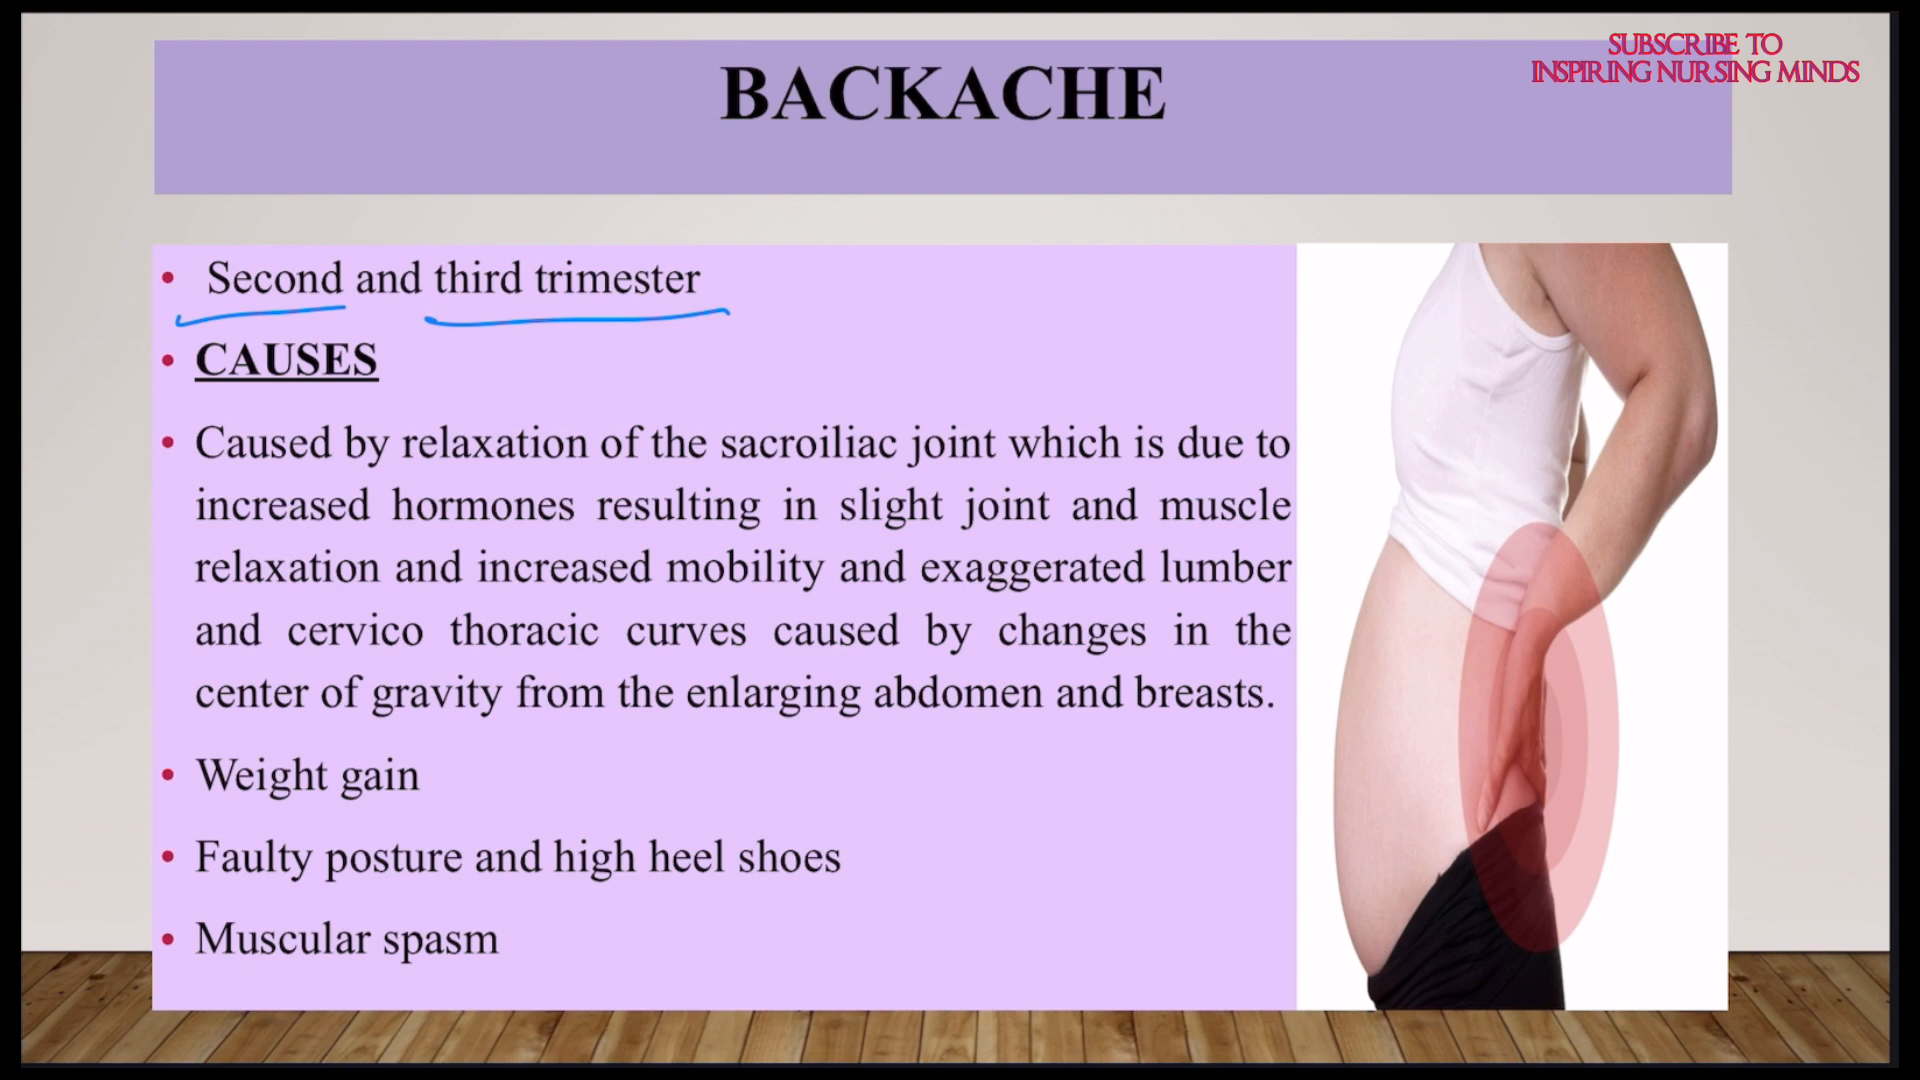 SUBSCRIBE TO
INSPIRING NURSING MINDS
BACKACHE
• Second and third trimester
• CAUSES
• Caused by relaxation of the sacroiliac joint which is due to
increased hormones resulting in slight joint and muscle
relaxation and increased mobility and exaggerated lumber
and cervico thoracic curves caused by changes in the
center of gravity from the enlarging abdomen and breasts.
• Weight gain
• Faulty posture and high heel shoes
• Muscular spasm